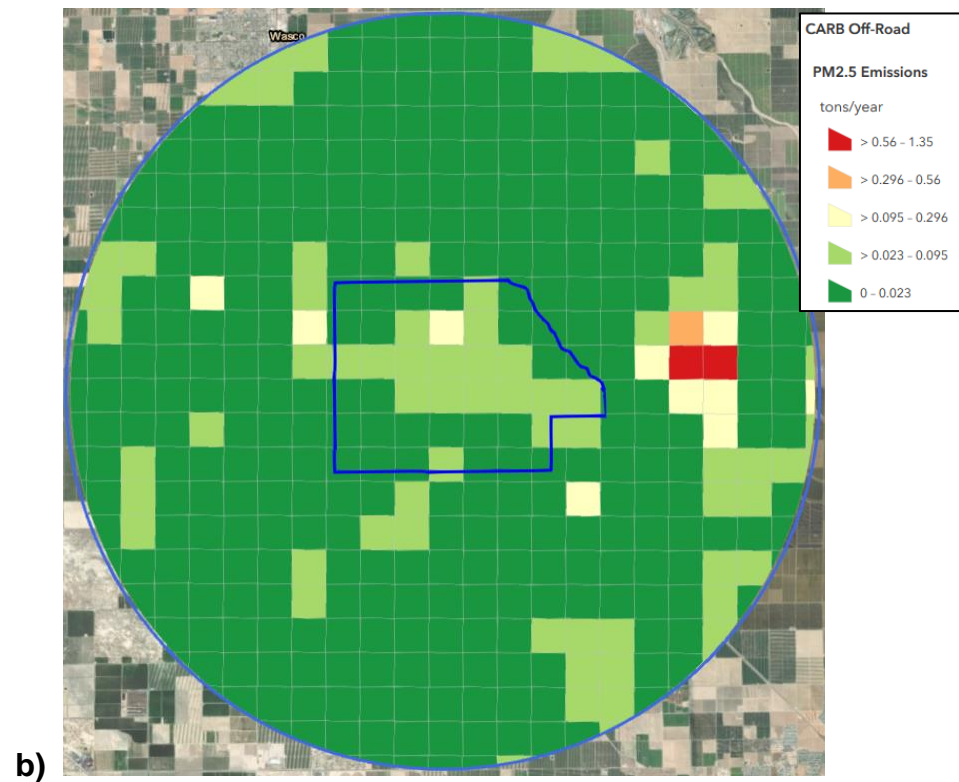 Wasco
CARB Off-Road
PM2.5 Emissions
tons/year
> 0.56 - 1.35
> 0.296 - 0.56
> 0.095 - 0.296
> 0.023 - 0.095
0 - 0.023
b)